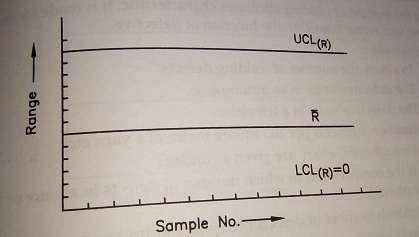 UCL(R)
R̄
LCL(R)=0
Range
Sample No.